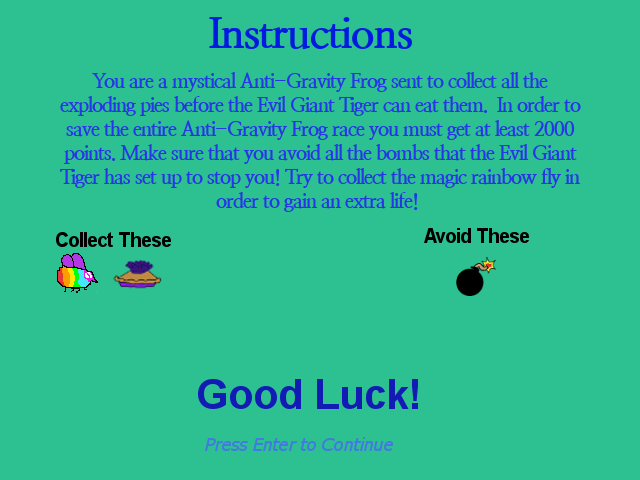 Instructions
You are a mystical Anti-Gravity Frog sent to collect all the
exploding pies before the Evil Giant Tiger can eat them.  In order to
save the entire Anti-Gravity Frog race you must get at least 2000
points. Make sure that you avoid all the bombs that the Evil Giant
Tiger has set up to stop you! Try to collect the magic rainbow fly in
order to gain an extra life!
Collect These
Avoid These
Good Luck!
Press Enter to Continue